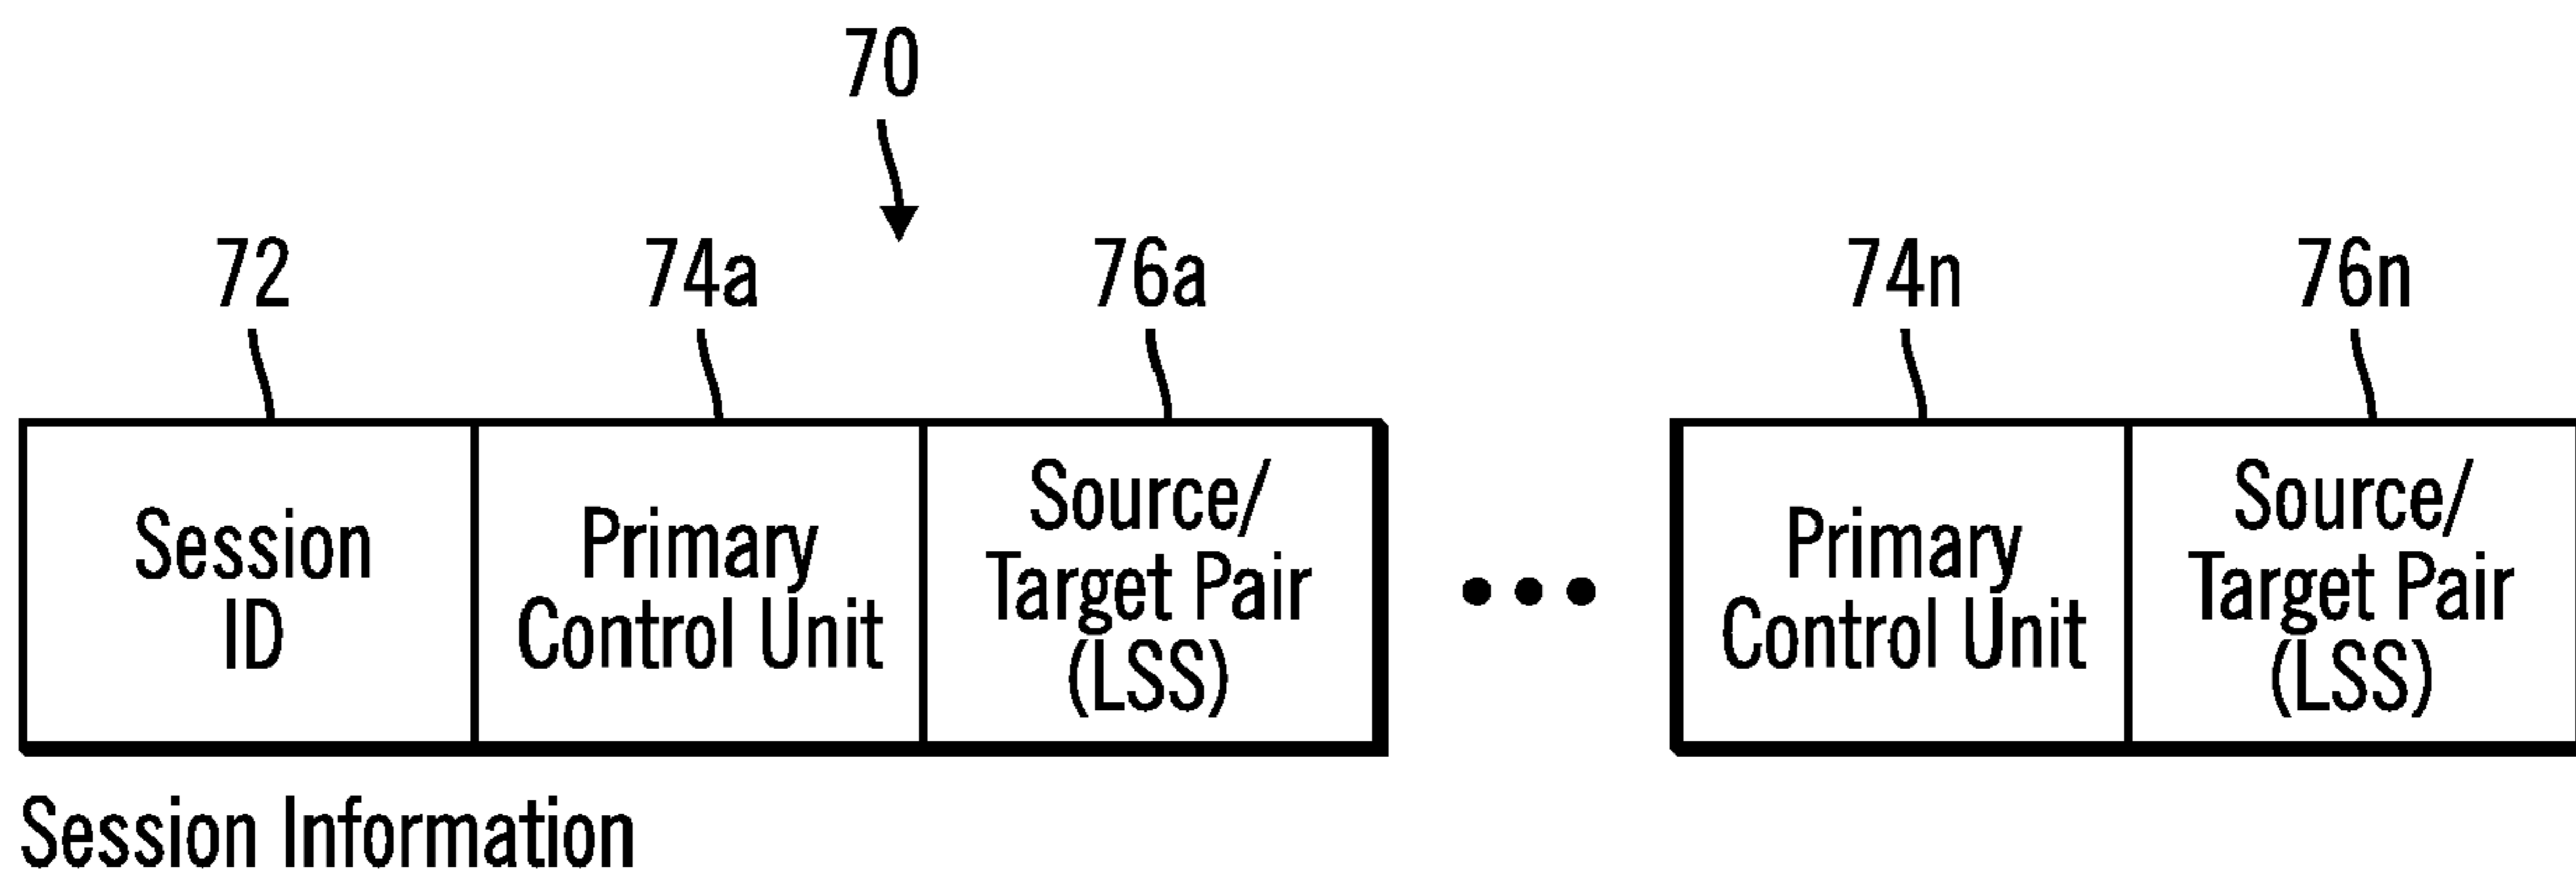 70
72
74a
76a
74n
76n
Session
ID
Primary
Control Unit
Source/
Target Pair
(LSS)
Primary
Control Unit
Source/
Target Pair
(LSS)
Session Information